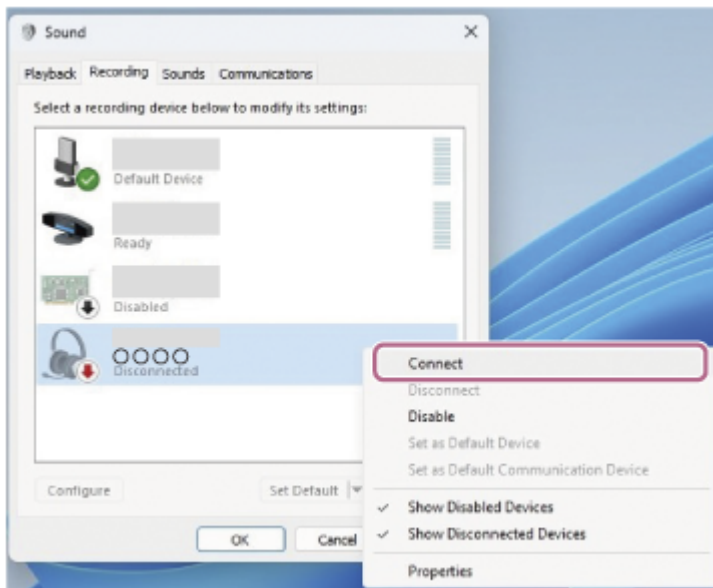 Sound
Playback Recording Sounds Communications
Select a recording device below to modify its settings:
Default Device
Ready
Disabled
○○○○
Disconnected
Connect
Disconnect
Disable
Set as Default Device
Set as Default Communication Device
Show Disabled Devices
Show Disconnected Devices
Properties
Configure Set Default
OK Cancel